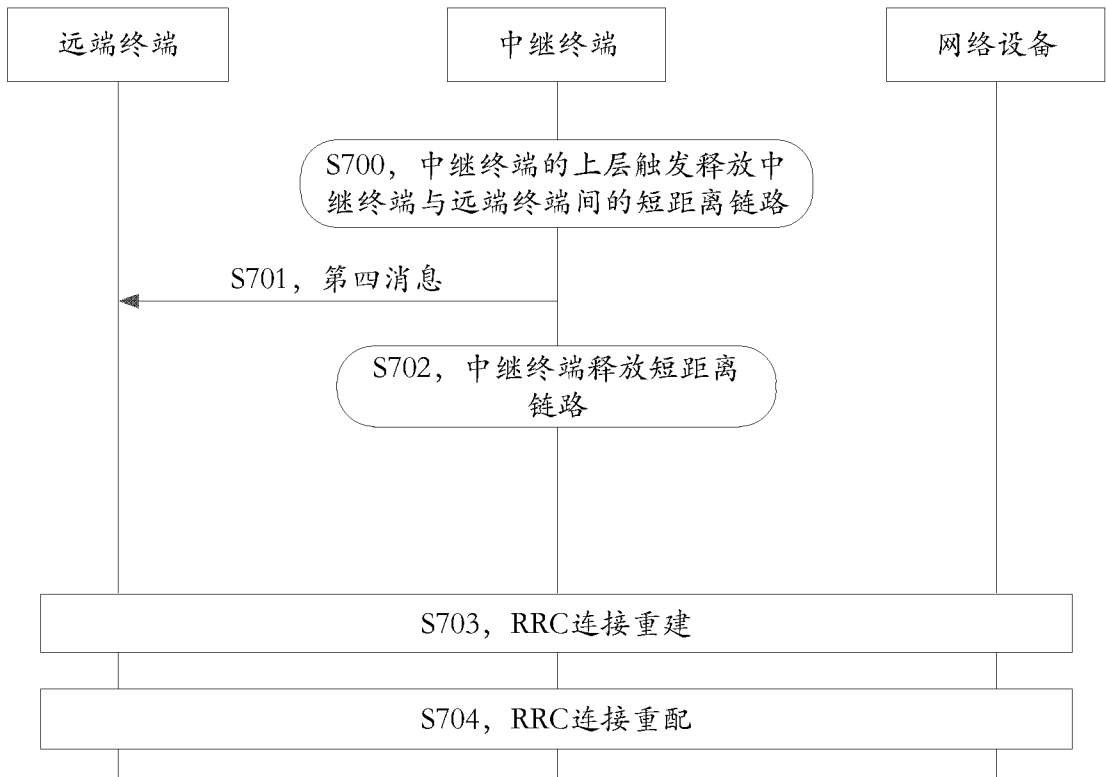 远端终端
中继终端
网络设备
S700，中继终端的上层触发释放中
继终端与远端终端间的短距离链路
S701，第四消息
S702，中继终端释放短距离
链路
S703，RRC连接重建
S704，RRC连接重配